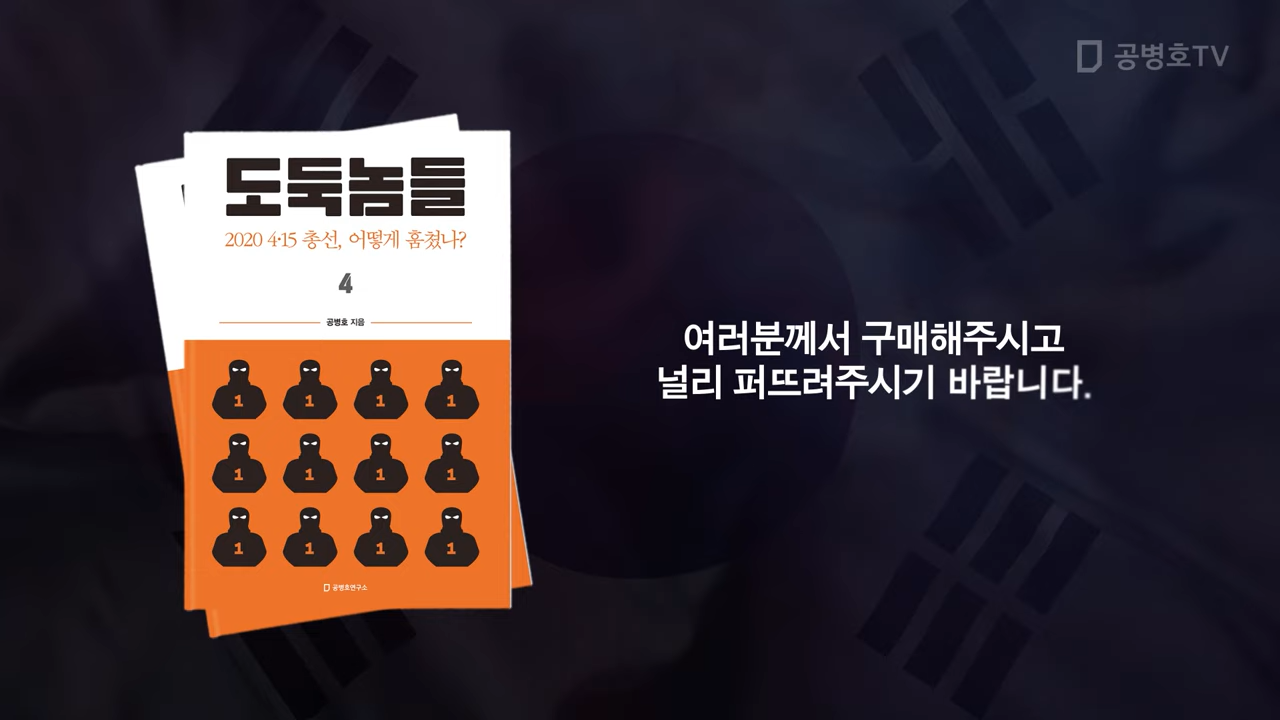 공병호TV
도둑놈들
2020 4·15 총선, 어떻게 훔쳤나?
4
공병호 지음
1 1 1 1
1 1 1 1
1 1 1 1
공병호연구소
여러분께서 구매해주시고
널리 퍼뜨려주시기 바랍니다.